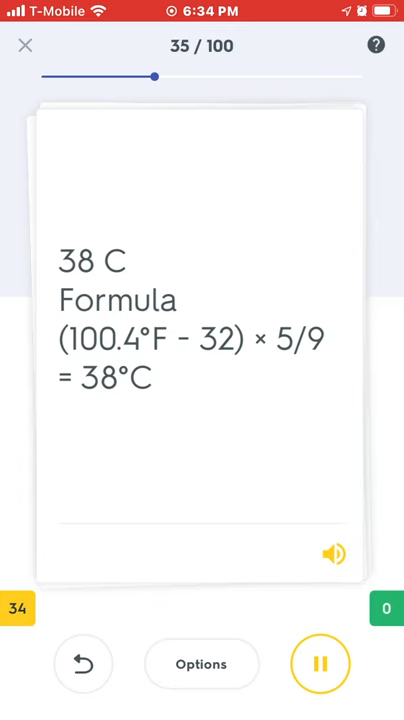 T-Mobile 6:34 PM
35 / 100
?
38 C
Formula
(100.4°F - 32) × 5/9
= 38°C
34
0
Options